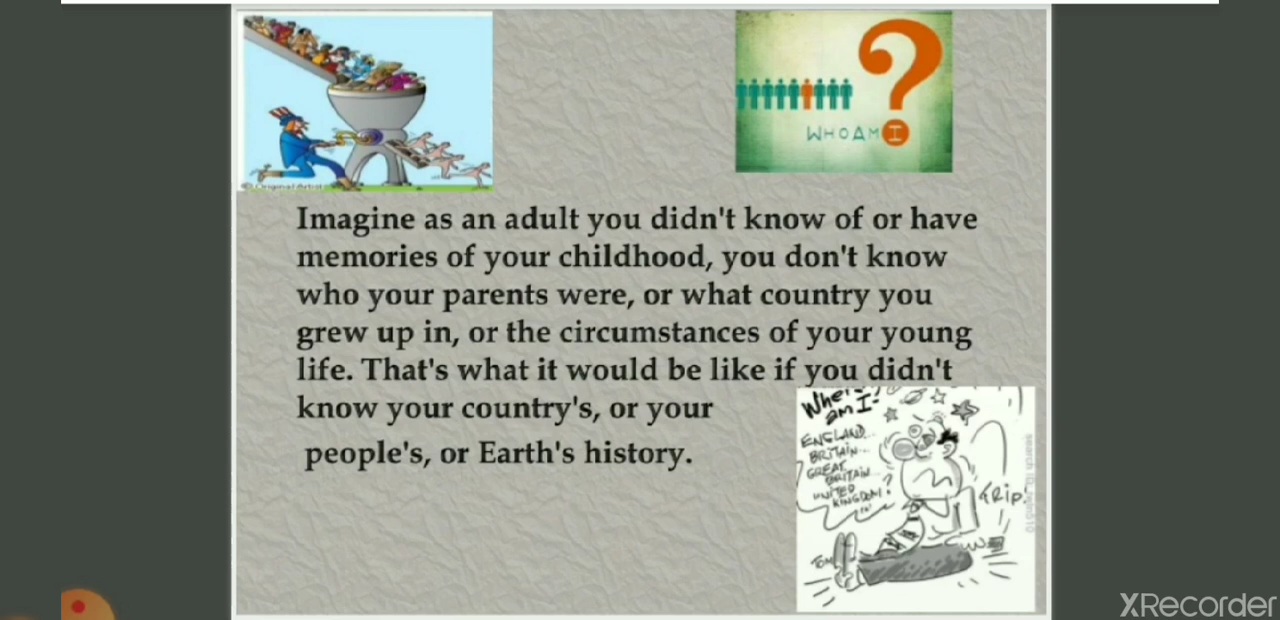 © Original Artist
WHO AM I
?
Imagine as an adult you didn't know of or have
memories of your childhood, you don't know
who your parents were, or what country you
grew up in, or the circumstances of your young
life. That's what it would be like if you didn't
know your country's, or your
people's, or Earth's history.
Where
am I?
ENGLAND...
BRITAIN...
GREAT
BRITAIN...
UNITED
KINGDOM!
?
TOM
XRecorder